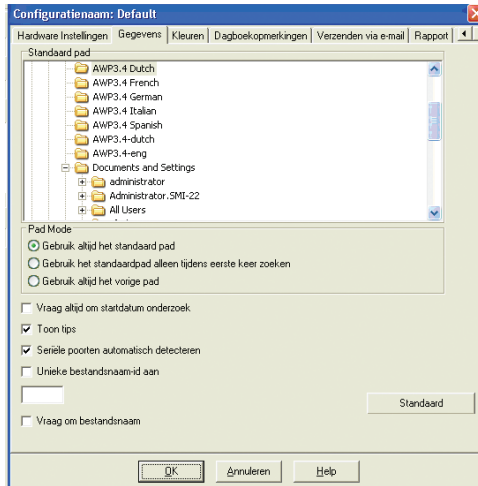 Configuratienaam: Default
Hardware Instellingen Gegevens Kleuren Dagboekopmerkingen Verzenden via e-mail Rapport
Standaard pad
AWP3.4 Dutch
AWP3.4 French
AWP3.4 German
AWP3.4 Italian
AWP3.4 Spanish
AWP3.4-dutch
AWP3.4-eng
Documents and Settings
administrator
Administrator.SMI-22
All Users
Pad Mode
Gebruik altijd het standaard pad
Gebruik het standaardpad alleen tijdens eerste keer zoeken
Gebruik altijd het vorige pad
Vraag altijd om startdatum onderzoek
Toon tips
Seriële poorten automatisch detecteren
Unieke bestandsnaam-id aan
Standaard
Vraag om bestandsnaam
OK Annuleren Help